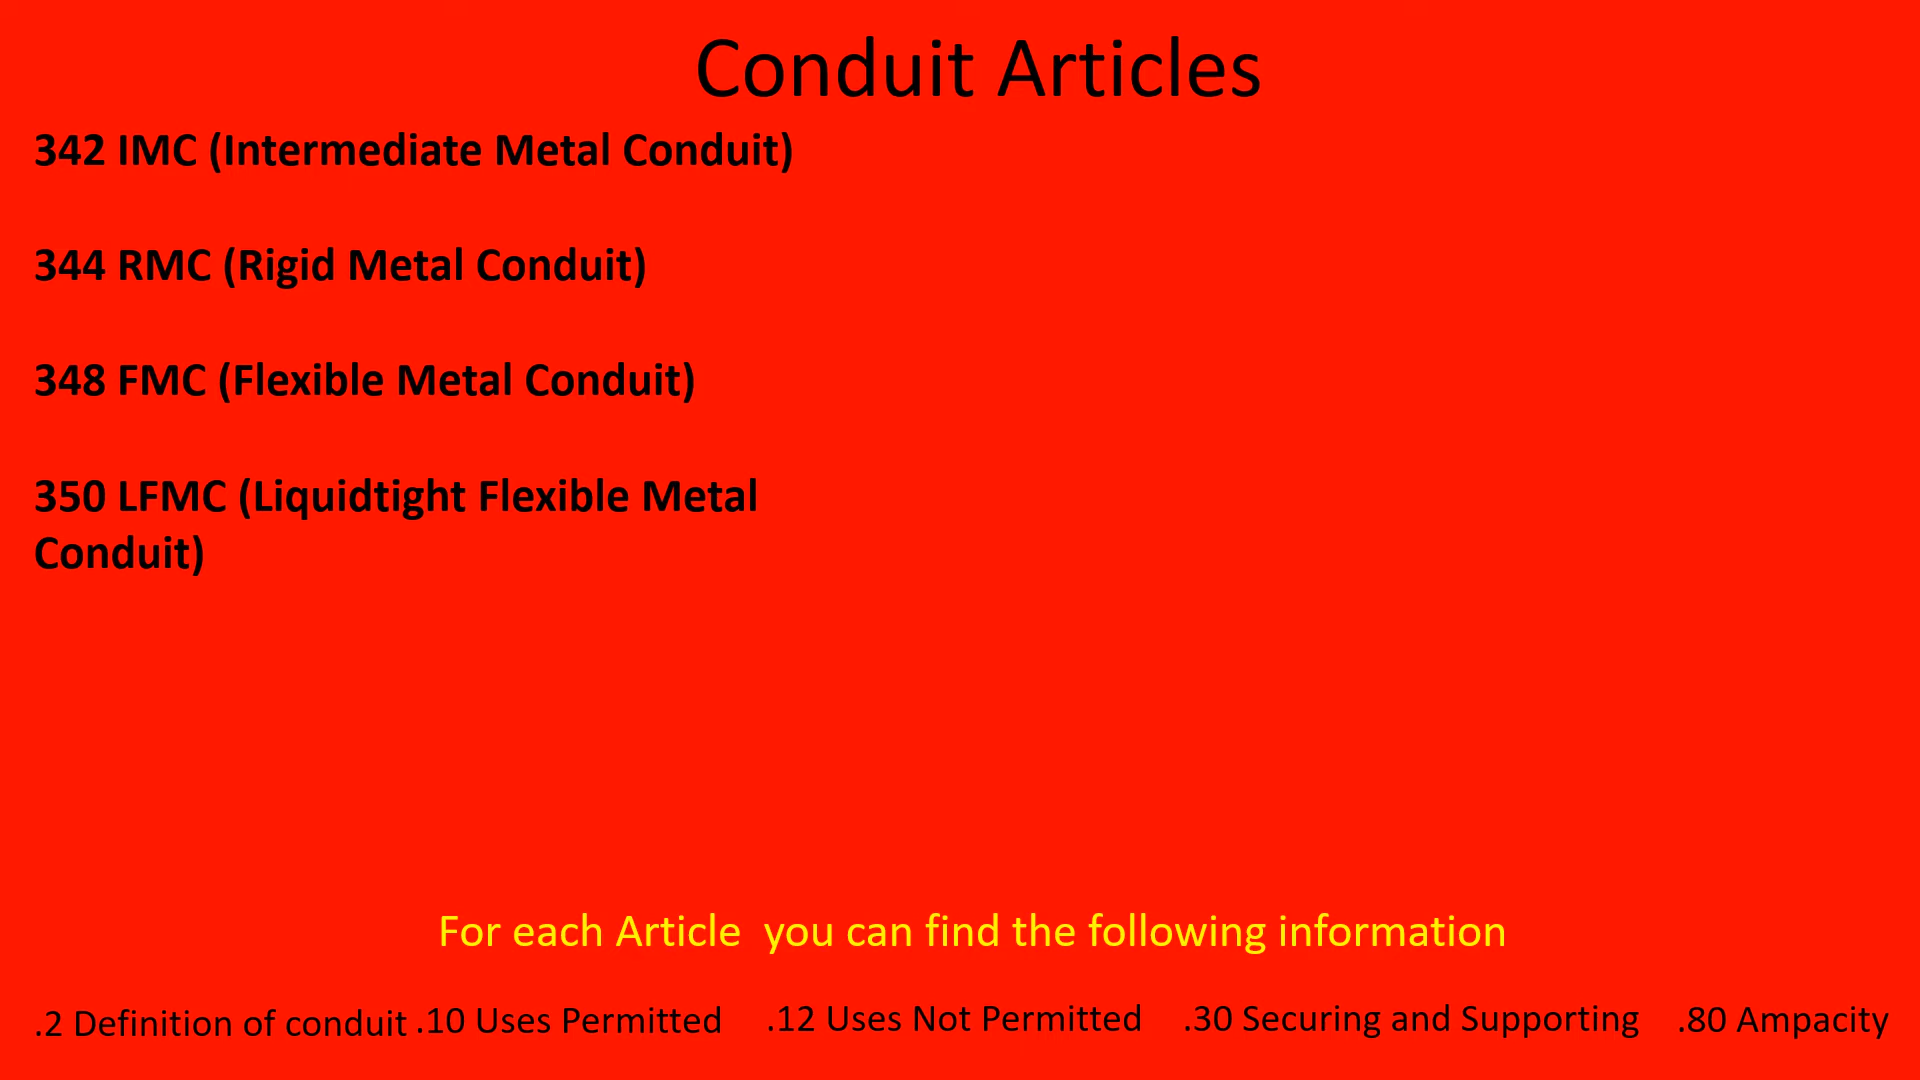 Conduit Articles
342 IMC (Intermediate Metal Conduit)
344 RMC (Rigid Metal Conduit)
348 FMC (Flexible Metal Conduit)
350 LFMC (Liquidtight Flexible Metal
Conduit)
For each Article  you can find the following information
.2 Definition of conduit .10 Uses Permitted .12 Uses Not Permitted .30 Securing and Supporting .80 Ampacity